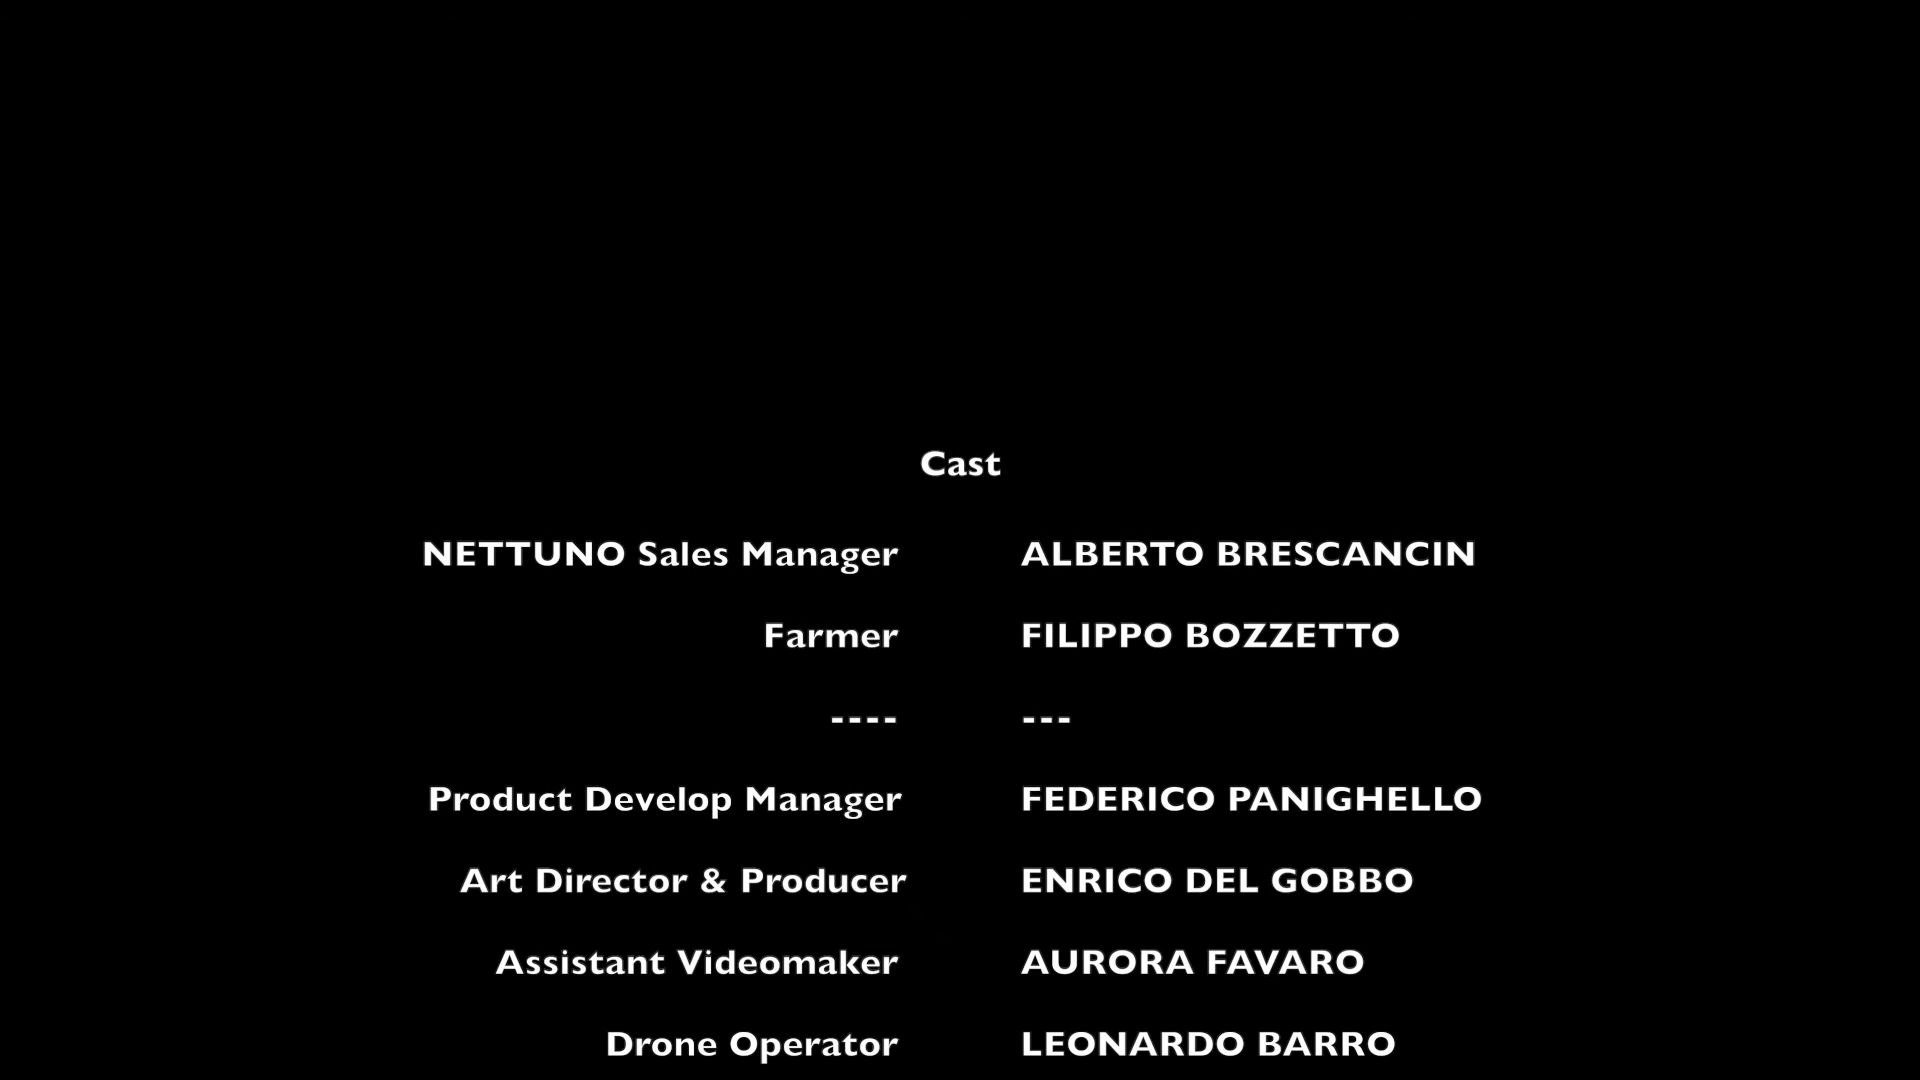 Cast
NETTUNO Sales Manager ALBERTO BRESCANCIN
Farmer FILIPPO BOZZETTO
---- ---
Product Develop Manager FEDERICO PANIGHELLO
Art Director & Producer ENRICO DEL GOBBO
Assistant Videomaker AURORA FAVARO
Drone Operator LEONARDO BARRO